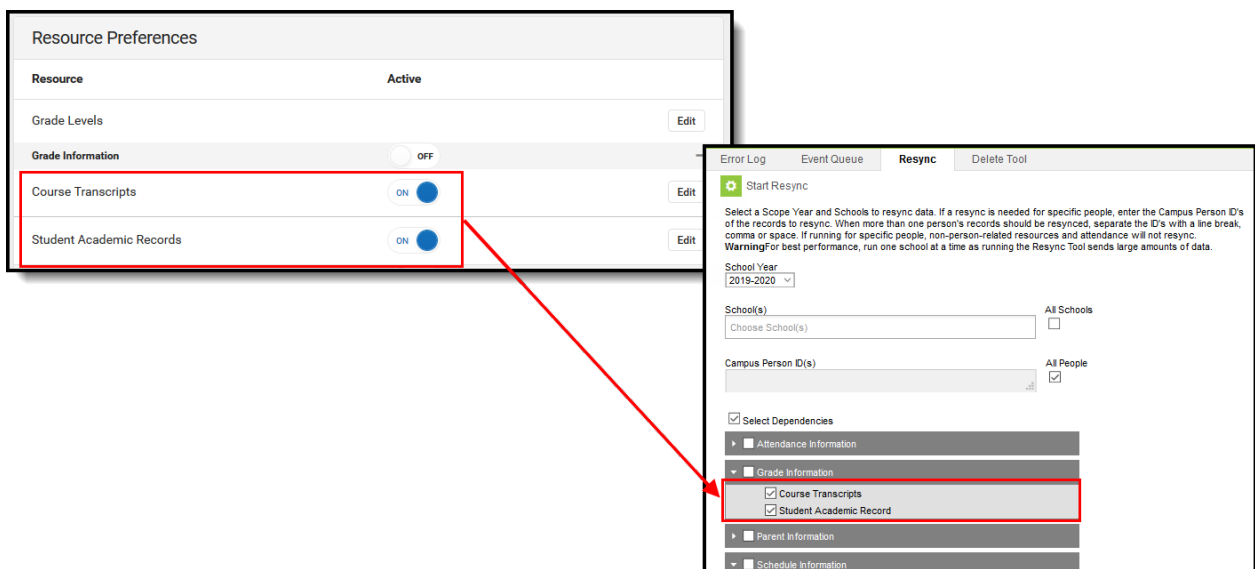 Resource Preferences
Resource Active
Grade Levels Edit
Grade Information OFF
Course Transcripts ON Edit
Student Academic Records ON Edit
Error Log Event Queue Resync Delete Tool
Start Resync
Select a Scope Year and Schools to resync data. If a resync is needed for specific people, enter the Campus Person ID's
of the records to resync. When more than one person's records should be resynced, separate the ID's with a line break,
comma or space. If running for specific people, non-person-related resources and attendance will not resync.
WarningFor best performance, run one school at a time as running the Resync Tool sends large amounts of data.
School Year
2019-2020
School(s) All Schools
Choose School(s)
Campus Person ID(s) All People
Select Dependencies
Attendance Information
Grade Information
Course Transcripts
Student Academic Record
Parent Information
Schedule Information